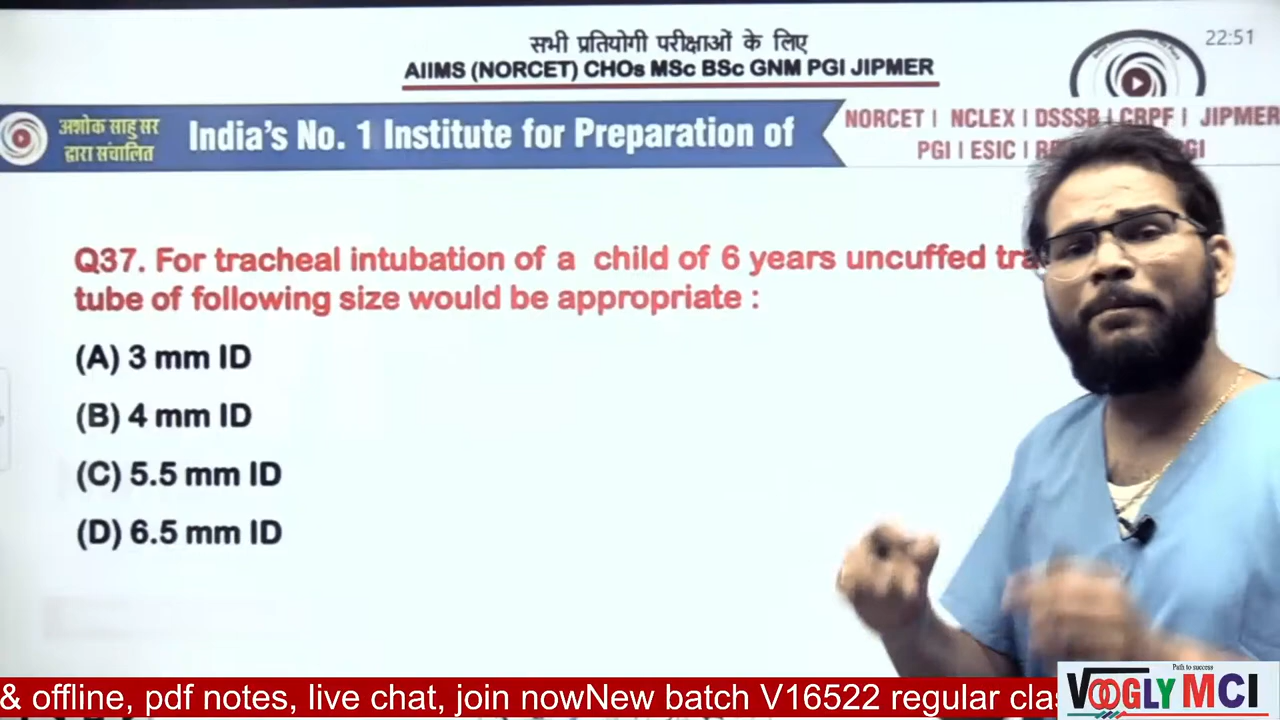 सभी प्रतियोगी परीक्षाओं के लिए
22:51
AIIMS (NORCET) CHOs MSc BSc GNM PGI JIPMER
अशोक साहु सर
द्वारा संचालित
India's No. 1 Institute for Preparation of
NORCET | NCLEX | DSSSB | CRPF | JIPMER
PGI | ESIC |
Q37. For tracheal intubation of a child of 6 years uncuffed
tube of following size would be appropriate :
(A) 3 mm ID
(B) 4 mm ID
(C) 5.5 mm ID
(D) 6.5 mm ID
& offline, pdf notes, live chat, join nowNew batch V16522 regular
Path to success
VOOGLY MCI